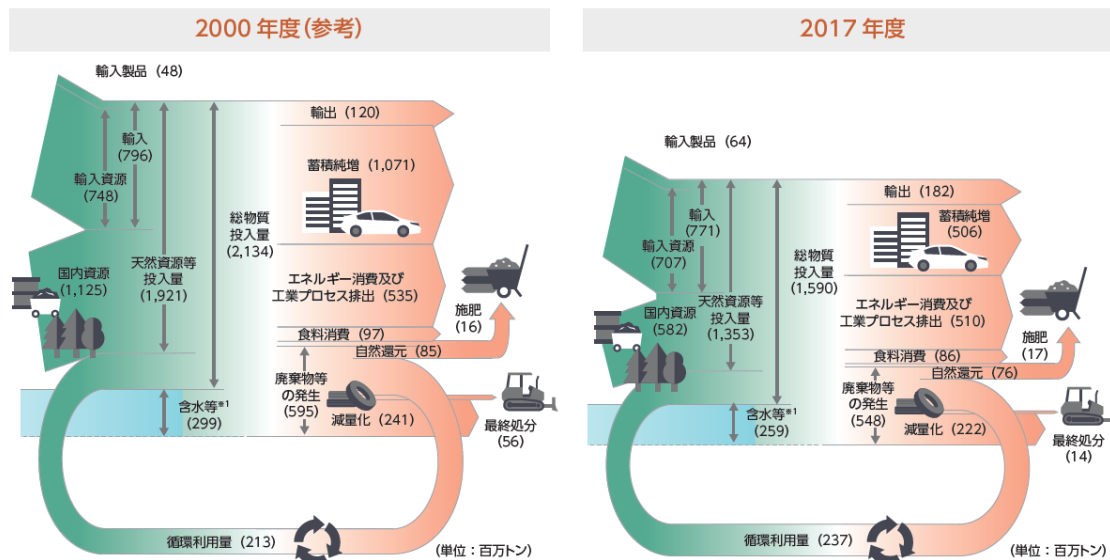 2000 年度(参考)
輸入製品 (48)
輸入
(796)
輸入資源
(748)
国内資源
(1,125)
天然資源等
投入量
(1,921)
総物質
投入量
(2,134)
輸出 (120)
蓄積純増 (1,071)
エネルギー消費及び
工業プロセス排出 (535)
食料消費 (97)
自然還元 (85)
施肥
(16)
廃棄物等
の発生
(595)
減量化 (241)
含水等※1
(299)
最終処分
(56)
循環利用量 (213)
(単位:百万トン)
2017 年度
輸入製品 (64)
輸入
(771)
輸入資源
(707)
国内資源
(582)
天然資源等
投入量
(1,353)
総物質
投入量
(1,590)
輸出 (182)
蓄積純増
(506)
エネルギー消費及び
工業プロセス排出 (510)
食料消費 (86)
自然還元 (76)
施肥
(17)
廃棄物等
の発生
(548)
減量化 (222)
含水等※1
(259)
最終処分
(14)
循環利用量 (237)
(単位:百万トン)